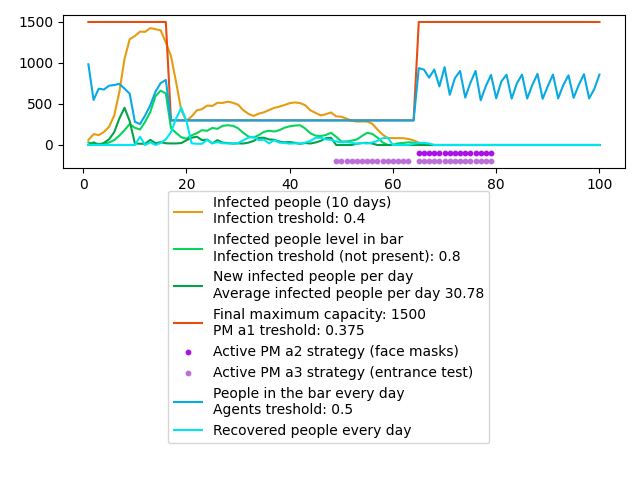 1500
1000
500
0
0
20
40
60
80
100
Infected people (10 days)
Infection treshold: 0.4
Infected people level in bar
Infection treshold (not present): 0.8
New infected people per day
Average infected people per day 30.78
Final maximum capacity: 1500
PM a1 treshold: 0.375
Active PM a2 strategy (face masks)
Active PM a3 strategy (entrance test)
People in the bar every day
Agents treshold: 0.5
Recovered people every day